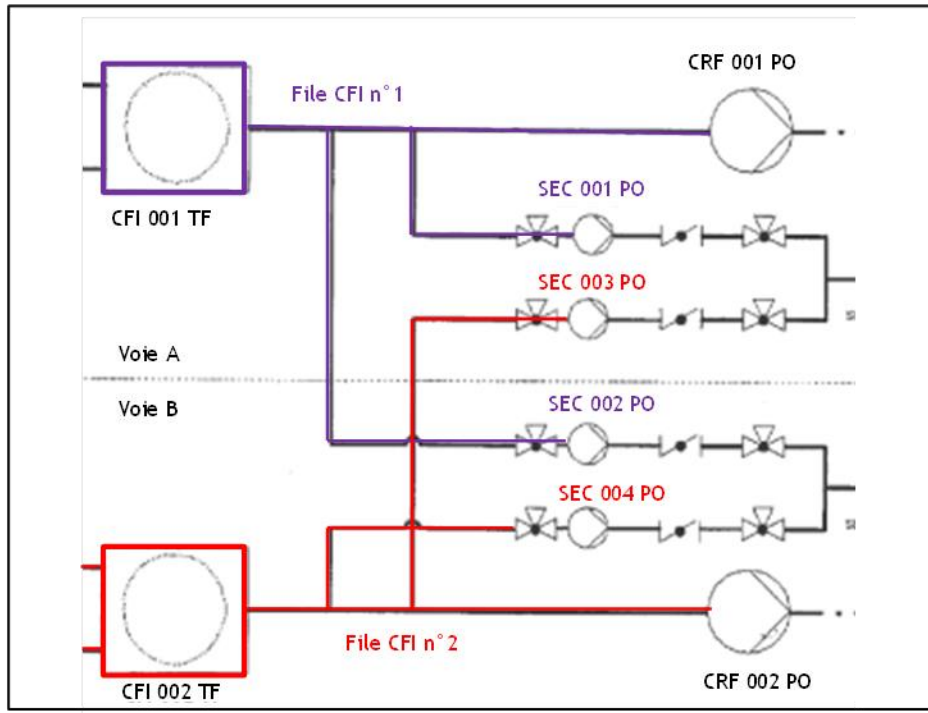 CRF 001 PO
File CFI n°1
SEC 001 PO
CFI 001 TF
SEC 003 PO
Voie A
Voie B
SEC 002 PO
SEC 004 PO
File CFI n°2
CFI 002 TF
CRF 002 PO